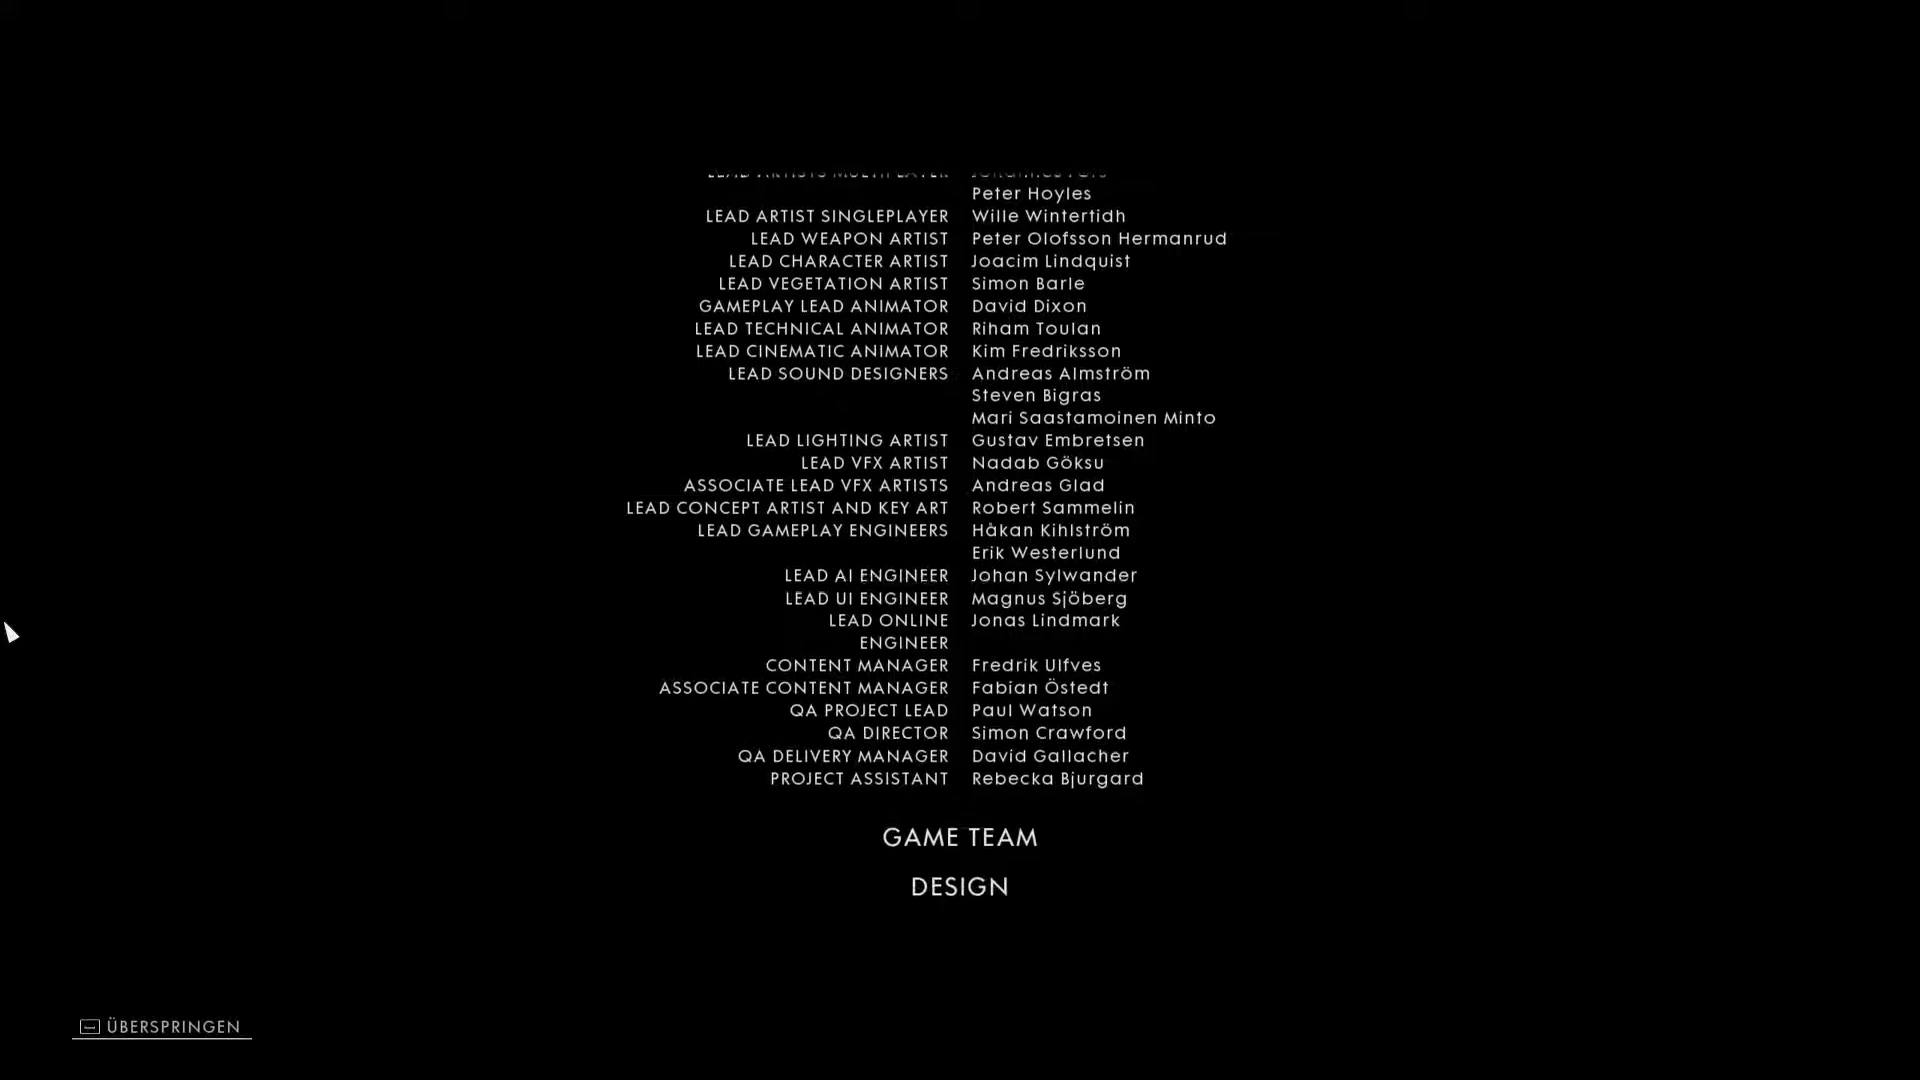 LEAD ARTISTS MULTIPLAYER
Peter Hoyles
LEAD ARTIST SINGLEPLAYER Wille Wintertidh
LEAD WEAPON ARTIST Peter Olofsson Hermanrud
LEAD CHARACTER ARTIST Joacim Lindquist
LEAD VEGETATION ARTIST Simon Barle
GAMEPLAY LEAD ANIMATOR David Dixon
LEAD TECHNICAL ANIMATOR Riham Toulan
LEAD CINEMATIC ANIMATOR Kim Fredriksson
LEAD SOUND DESIGNERS Andreas Almström
Steven Bigras
Mari Saastamoinen Minto
LEAD LIGHTING ARTIST Gustav Embretsen
LEAD VFX ARTIST Nadab Göksu
ASSOCIATE LEAD VFX ARTISTS Andreas Glad
LEAD CONCEPT ARTIST AND KEY ART Robert Sammelin
LEAD GAMEPLAY ENGINEERS Håkan Kihlström
Erik Westerlund
LEAD AI ENGINEER Johan Sylwander
LEAD UI ENGINEER Magnus Sjöberg
LEAD ONLINE Jonas Lindmark
ENGINEER
CONTENT MANAGER Fredrik Ulfves
ASSOCIATE CONTENT MANAGER Fabian Östedt
QA PROJECT LEAD Paul Watson
QA DIRECTOR Simon Crawford
QA DELIVERY MANAGER David Gallacher
PROJECT ASSISTANT Rebecka Bjurgard
GAME TEAM
DESIGN
ÜBERSPRINGEN